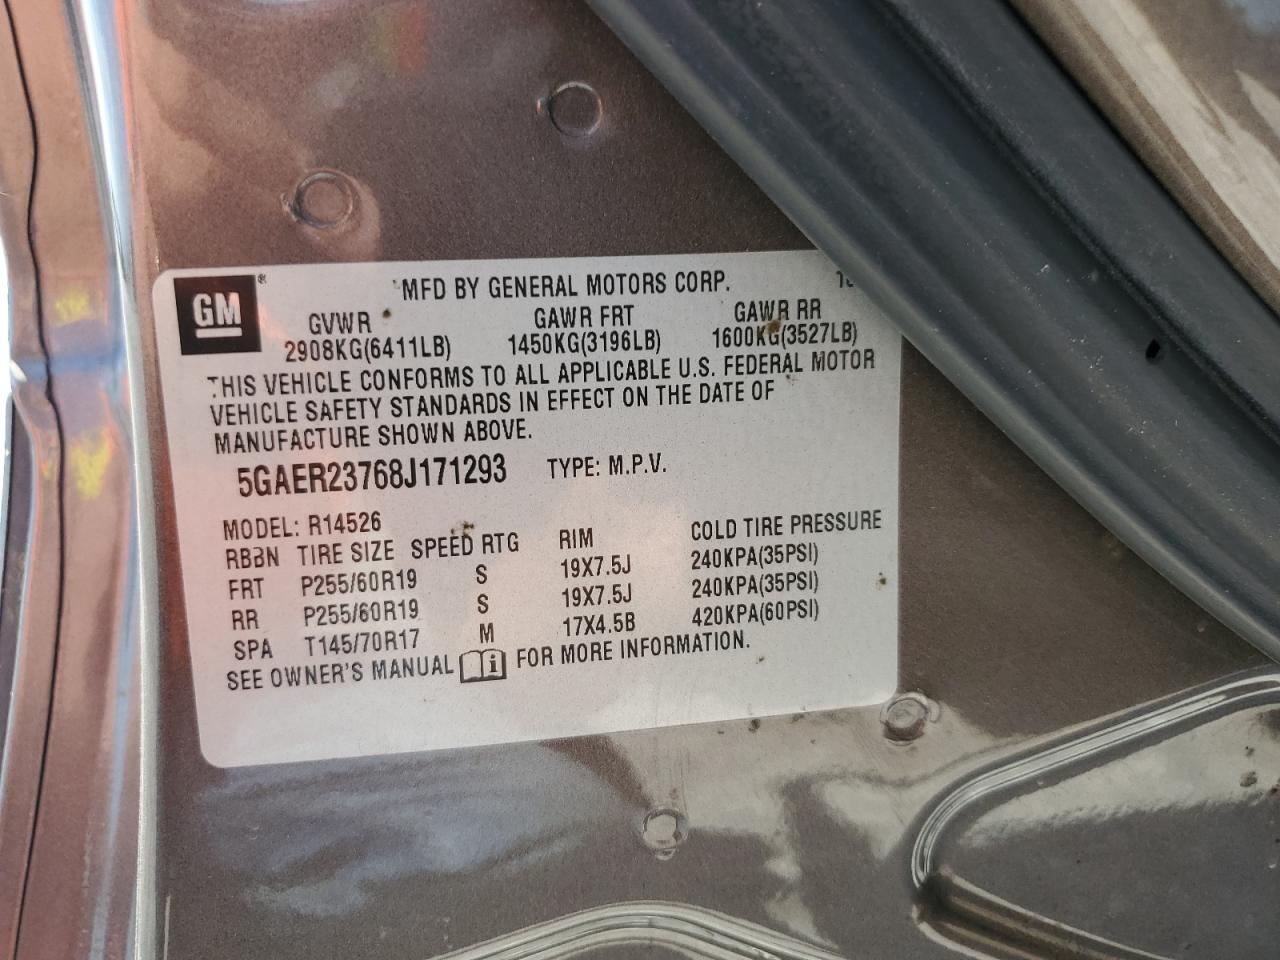 GM ®
MFD BY GENERAL MOTORS CORP.
GVWR GAWR FRT GAWR RR
2908KG(6411LB) 1450KG(3196LB) 1600KG(3527LB)
THIS VEHICLE CONFORMS TO ALL APPLICABLE U.S. FEDERAL MOTOR
VEHICLE SAFETY STANDARDS IN EFFECT ON THE DATE OF
MANUFACTURE SHOWN ABOVE.
5GAER23768J171293 TYPE: M.P.V.
MODEL: R14526
RBBN TIRE SIZE SPEED RTG RIM COLD TIRE PRESSURE
FRT P255/60R19 S 19X7.5J 240KPA(35PSI)
RR P255/60R19 S 19X7.5J 240KPA(35PSI)
SPA T145/70R17 M 17X4.5B 420KPA(60PSI)
SEE OWNER'S MANUAL i FOR MORE INFORMATION.